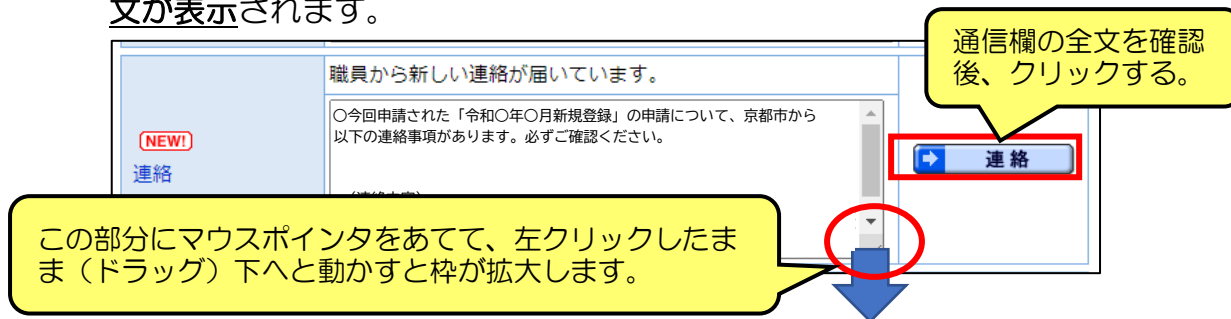 文が表示されます。
通信欄の全文を確認
後、クリックする。
職員から新しい連絡が届いています。
〇今回申請された「令和〇年〇月新規登録」の申請について、京都市から
以下の連絡事項があります。必ずご確認ください。
NEW!
連絡
連絡
この部分にマウスポインタをあてて、左クリックしたま
ま（ドラッグ）下へと動かすと枠が拡大します。